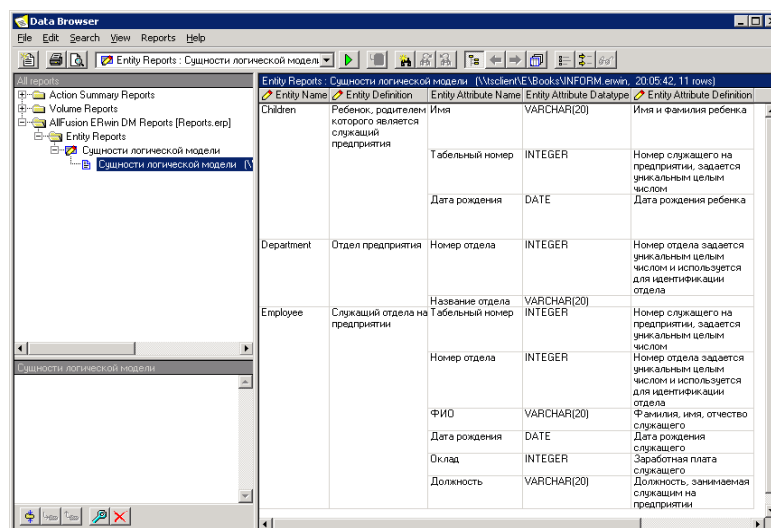 Data Browser
File Edit Search View Reports Help
Entity Reports : Сущности логической модели
All reports
Action Summary Reports
Volume Reports
AllFusion ERwin DM Reports [Reports.erp]
Entity Reports
Сущности логической модели
Сущности логической модели (\
Сущности логической модели
Entity Reports : Сущности логической модели (\\tsclient\E\Books\INFORM.erwin, 20:05:42, 11 rows)
Entity Name Entity Definition Entity Attribute Name Entity Attribute Datatype Entity Attribute Definition
Children Ребенок, родителем Имя VARCHAR(20) Имя и фамилия ребенка
которого является
служащий
предприятия
Табельный номер INTEGER Номер служащего на
предприятии, задается
уникальным целым
числом
Дата рождения DATE Дата рождения ребенка
Department Отдел предприятия Номер отдела INTEGER Номер отдела задается
уникальным целым
числом и используется
для идентификации
отдела
Название отдела VARCHAR(20)
Employee Служащий отдела на Табельный номер INTEGER Номер служащего на
предприятии предприятии, задается
уникальным целым
числом
Номер отдела INTEGER Номер отдела задается
уникальным целым
числом и используется
для идентификации
отдела
ФИО VARCHAR(20) Фамилия, имя, отчество
служащего
Дата рождения DATE Дата рождения
служащего
Оклад INTEGER Заработная плата
служащего
Должность VARCHAR(20) Должность, занимаемая
служащим на
предприятии